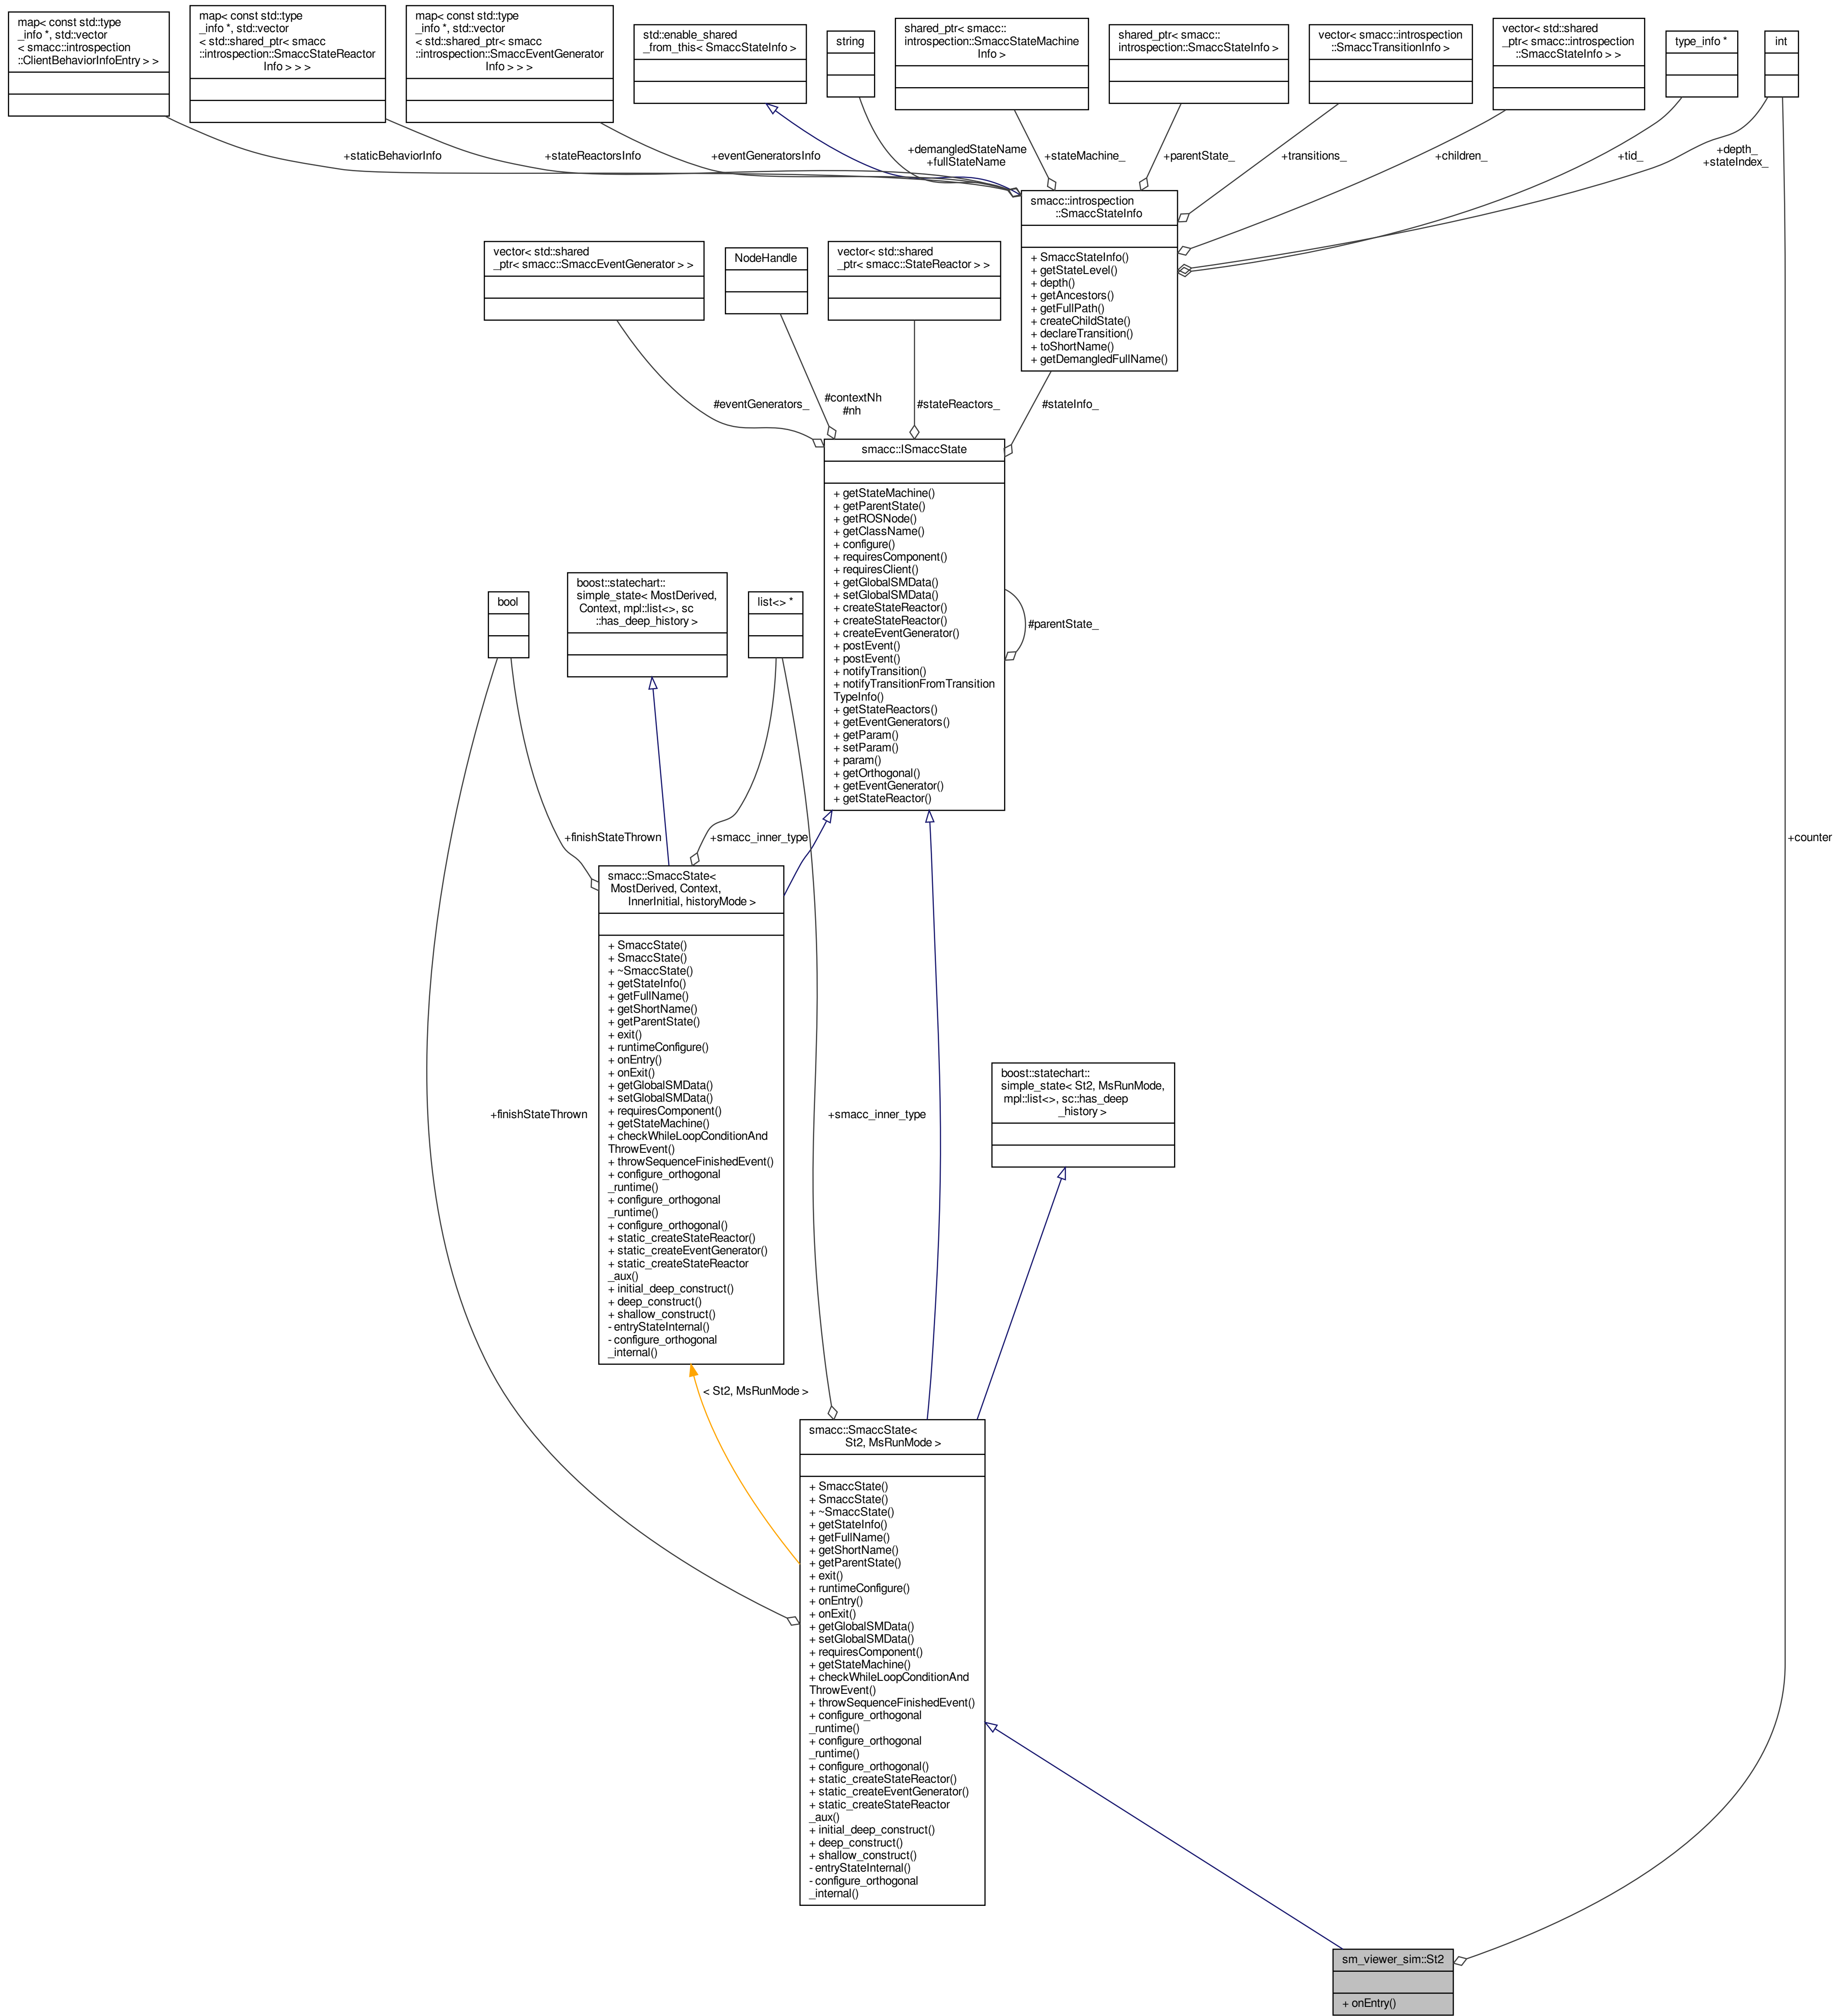 map< const std::type
_info *, std::vector
< smacc::introspection
::ClientBehaviorInfoEntry > >
map< const std::type
_info *, std::vector
< std::shared_ptr< smacc
::introspection::SmaccStateReactor
Info > > >
map< const std::type
_info *, std::vector
< std::shared_ptr< smacc
::introspection::SmaccEventGenerator
Info > > >
std::enable_shared
_from_this< SmaccStateInfo >
string
shared_ptr< smacc::
introspection::SmaccStateMachine
Info >
shared_ptr< smacc::
introspection::SmaccStateInfo >
vector< smacc::introspection
::SmaccTransitionInfo >
vector< std::shared
_ptr< smacc::introspection
::SmaccStateInfo > >
type_info *
int
+staticBehaviorInfo
+stateReactorsInfo
+eventGeneratorsInfo
+demangledStateName
+fullStateName
+stateMachine_
+parentState_
+transitions_
+children_
+tid_
+depth_
+stateIndex_
smacc::introspection
::SmaccStateInfo
+ SmaccStateInfo()
+ getStateLevel()
+ depth()
+ getAncestors()
+ getFullPath()
+ createChildState()
+ declareTransition()
+ toShortName()
+ getDemangledFullName()
vector< std::shared
_ptr< smacc::SmaccEventGenerator > >
NodeHandle
vector< std::shared
_ptr< smacc::StateReactor > >
#eventGenerators_
#contextNh
#nh
#stateReactors_
#stateInfo_
smacc::ISmaccState
+ getStateMachine()
+ getParentState()
+ getROSNode()
+ getClassName()
+ configure()
+ requiresComponent()
+ requiresClient()
+ getGlobalSMData()
+ setGlobalSMData()
+ createStateReactor()
+ createStateReactor()
+ createEventGenerator()
+ postEvent()
+ postEvent()
+ notifyTransition()
+ notifyTransitionFromTransition
TypeInfo()
+ getStateReactors()
+ getEventGenerators()
+ getParam()
+ setParam()
+ param()
+ getOrthogonal()
+ getEventGenerator()
+ getStateReactor()
#parentState_
bool
boost::statechart::
simple_state< MostDerived,
Context, mpl::list<>, sc
::has_deep_history >
list<> *
+finishStateThrown
+smacc_inner_type
+counter
smacc::SmaccState<
MostDerived, Context,
InnerInitial, historyMode >
+ SmaccState()
+ SmaccState()
+ ~SmaccState()
+ getStateInfo()
+ getFullName()
+ getShortName()
+ getParentState()
+ exit()
+ runtimeConfigure()
+ onEntry()
+ onExit()
+ getGlobalSMData()
+ setGlobalSMData()
+ requiresComponent()
+ getStateMachine()
+ checkWhileLoopConditionAnd
ThrowEvent()
+ throwSequenceFinishedEvent()
+ configure_orthogonal
_runtime()
+ configure_orthogonal
_runtime()
+ configure_orthogonal()
+ static_createStateReactor()
+ static_createEventGenerator()
+ static_createStateReactor
_aux()
+ initial_deep_construct()
+ deep_construct()
+ shallow_construct()
- entryStateInternal()
- configure_orthogonal
_internal()
boost::statechart::
simple_state< St2, MsRunMode,
mpl::list<>, sc::has_deep
_history >
+finishStateThrown
+smacc_inner_type
< St2, MsRunMode >
smacc::SmaccState<
St2, MsRunMode >
+ SmaccState()
+ SmaccState()
+ ~SmaccState()
+ getStateInfo()
+ getFullName()
+ getShortName()
+ getParentState()
+ exit()
+ runtimeConfigure()
+ onEntry()
+ onExit()
+ getGlobalSMData()
+ setGlobalSMData()
+ requiresComponent()
+ getStateMachine()
+ checkWhileLoopConditionAnd
ThrowEvent()
+ throwSequenceFinishedEvent()
+ configure_orthogonal
_runtime()
+ configure_orthogonal
_runtime()
+ configure_orthogonal()
+ static_createStateReactor()
+ static_createEventGenerator()
+ static_createStateReactor
_aux()
+ initial_deep_construct()
+ deep_construct()
+ shallow_construct()
- entryStateInternal()
- configure_orthogonal
_internal()
sm_viewer_sim::St2
+ onEntry()